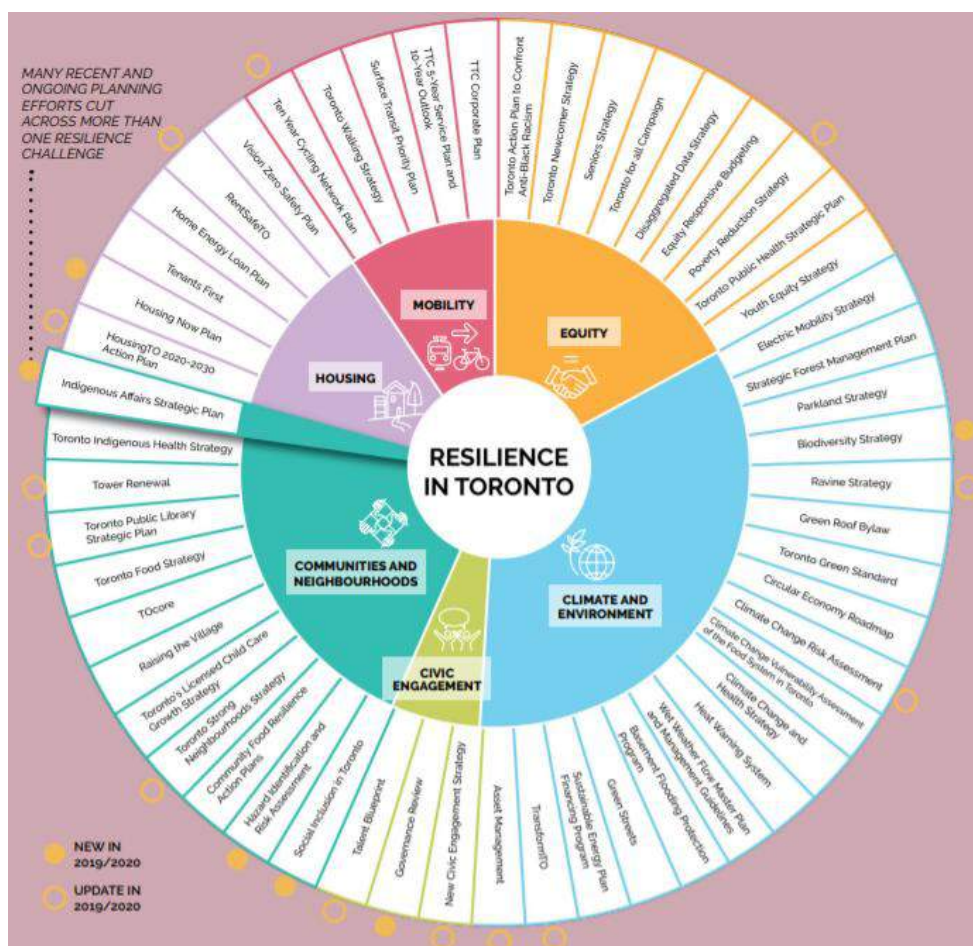 MANY RECENT AND
ONGOING PLANNING
EFFORTS CUT
ACROSS MORE THAN
ONE RESILIENCE
CHALLENGE
RESILIENCE
IN TORONTO
MOBILITY
Vision Zero Safety Plan
Ten Year Cycling Network Plan
Toronto Walking Strategy
Surface Transit Priority Plan
TTC 5-Year Service Plan and
10-Year Outlook
TTC Corporate Plan
EQUITY
Toronto Action Plan to Confront
Anti-Black Racism
Toronto Newcomer Strategy
Seniors Strategy
Toronto for all Campaign
Disaggregated Data Strategy
Equity Responsive Budgeting
Poverty Reduction Strategy
Toronto Public Health Strategic Plan
Youth Equity Strategy
CLIMATE AND
ENVIRONMENT
Electric Mobility Strategy
Strategic Forest Management Plan
Parkland Strategy
Biodiversity Strategy
Ravine Strategy
Green Roof Bylaw
Toronto Green Standard
Circular Economy Roadmap
Climate Change Risk Assessment
Climate Change Vulnerability Assessment
of the Food System in Toronto
Climate Change and
Health Strategy
Heat Warning System
Wet Weather Flow Master Plan
and Management Guidelines
Basement Flooding Protection
Program
Green Streets
Sustainable Energy Plan
Financing Program
TransformTO
Asset Management
CIVIC
ENGAGEMENT
New Civic Engagement Strategy
Governance Review
Talent Blueprint
COMMUNITIES AND
NEIGHBOURHOODS
Social Inclusion in Toronto
Hazard Identification and
Risk Assessment
Community Food Resilience
Action Plans
Toronto Strong
Neighbourhoods Strategy
Toronto's Licensed Child Care
Growth Strategy
Raising the Village
TOcore
Toronto Food Strategy
Toronto Public Library
Strategic Plan
Tower Renewal
Toronto Indigenous Health Strategy
Indigenous Affairs Strategic Plan
HOUSING
HousingTO 2020-2030
Action Plan
Housing Now Plan
Tenants First
Home Energy Loan Plan
RentSafeTO
NEW IN
2019/2020
UPDATE IN
2019/2020